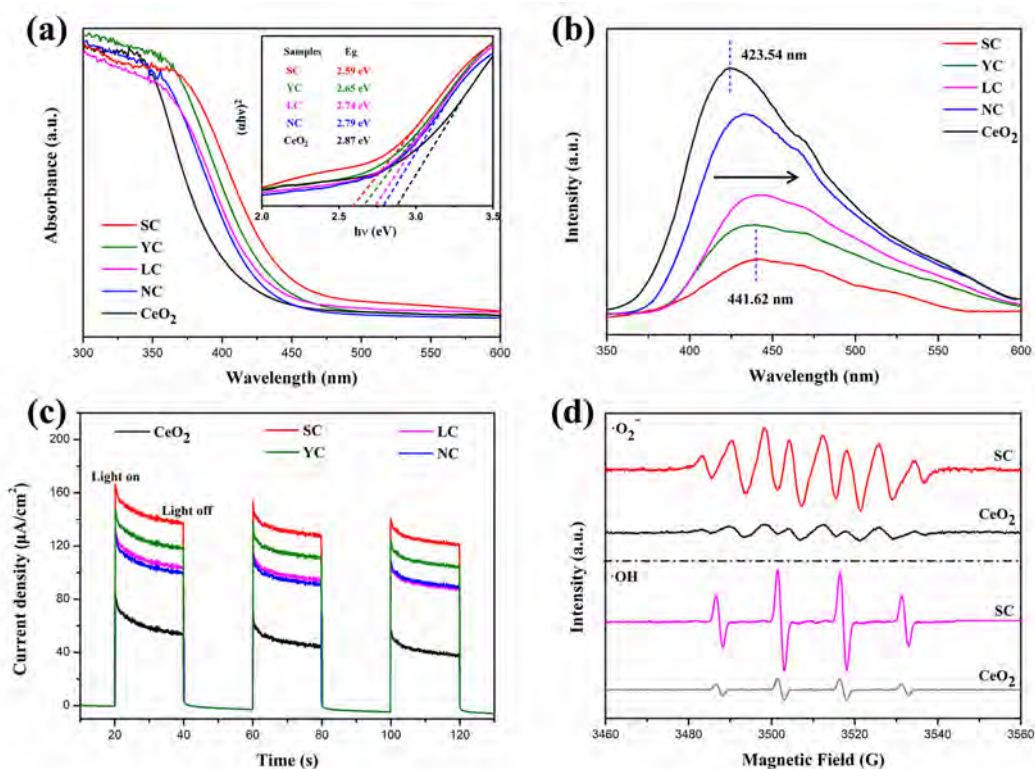 (a)
Absorbance (a.u.)
Samples Eg
SC 2.59 eV
YC 2.65 eV
LC 2.74 eV
NC 2.79 eV
CeO₂ 2.87 eV
(αhν)²
2.0 2.5 3.0 3.5
hν (eV)
SC
YC
LC
NC
CeO₂
300 350 400 450 500 550 600
Wavelength (nm)
(b)
Intensity (a.u.)
423.54 nm
SC
YC
LC
NC
CeO₂
441.62 nm
350 400 450 500 550 600
Wavelength (nm)
(c)
Current density (μA/cm²)
220
200
160
120
80
40
0
CeO₂ SC LC
YC NC
Light on
Light off
20 40 60 80 100 120
Time (s)
(d)
Intensity (a.u.)
·O₂⁻
SC
CeO₂
·OH
SC
CeO₂
3460 3480 3500 3520 3540 3560
Magnetic Field (G)